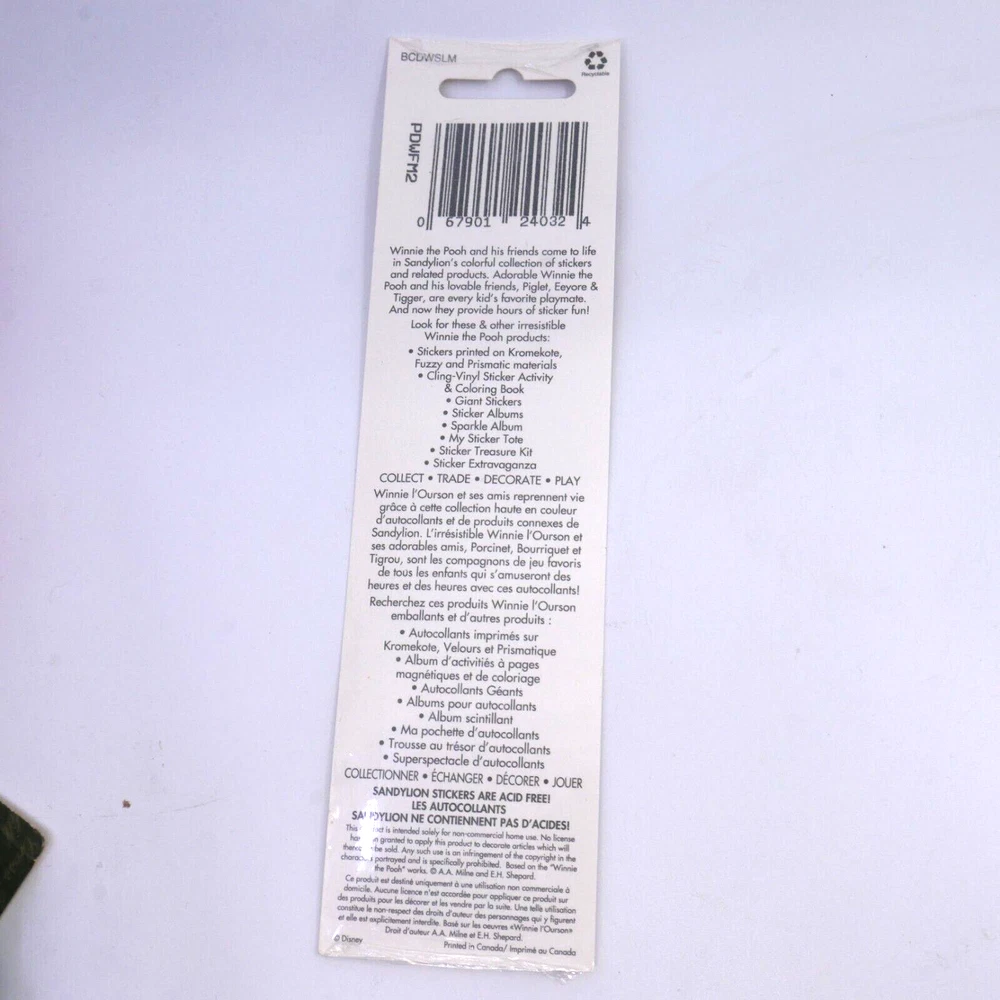 BCDWSLM
Recyclable
PDWFM2
0 67901 24032 4
Winnie the Pooh and his friends come to life
in Sandylion's colorful collection of stickers
and related products. Adorable Winnie the
Pooh and his lovable friends, Piglet, Eeyore &
Tigger, are every kid's favorite playmate.
And now they provide hours of sticker fun!
Look for these & other irresistible
Winnie the Pooh products:
• Stickers printed on Kromekote,
Fuzzy and Prismatic materials
• Cling-Vinyl Sticker Activity
& Coloring Book
• Giant Stickers
• Sticker Albums
• Sparkle Album
• My Sticker Tote
• Sticker Treasure Kit
• Sticker Extravaganza
COLLECT • TRADE • DECORATE • PLAY
Winnie l'Ourson et ses amis reprennent vie
grâce à cette collection haute en couleur
d'autocollants et de produits connexes de
Sandylion. L'irrésistible Winnie l'Ourson et
ses adorables amis, Porcinet, Bourriquet et
Tigrou, sont les compagnons de jeu favoris
de tous les enfants qui s'amuseront des
heures et des heures avec ces autocollants!
Recherchez ces produits Winnie l'Ourson
emballants et d'autres produits :
• Autocollants imprimés sur
Kromekote, Velours et Prismatique
• Album d'activitiés à pages
magnétiques et de coloriage
• Autocollants Géants
• Albums pour autocollants
• Album scintillant
• Ma pochette d'autocollants
• Trousse au trésor d'autocollants
• Superspectacle d'autocollants
COLLECTIONNER • ÉCHANGER • DÉCORER • JOUER
SANDYLION STICKERS ARE ACID FREE!
LES AUTOCOLLANTS
SANDYLION NE CONTIENNENT PAS D'ACIDES!
This product is intended solely for non-commercial home use. No license
has been granted to apply this product to decorate articles which will
then be sold. Any such use is an infringement of the copyright in the
characters portrayed and is specifically prohibited. Based on the "Winnie
the Pooh" works. © A.A. Milne and E.H. Shepard.
Ce produit est destiné uniquement à une utilisation non commerciale à
domicile. Aucune licence n'est accordée pour appliquer ce produit sur
des produits pour les décorer et les vendre par la suite. Une telle utilisation
constitue le non-respect des droits d'auteur des personnages qui y figurent
et elle est explicitement interdite. Basé sur les oeuvres «Winnie l'Ourson»
Droit d'auteur A.A. Milne et E.H. Shepard.
© Disney
Printed in Canada/ Imprimé au Canada